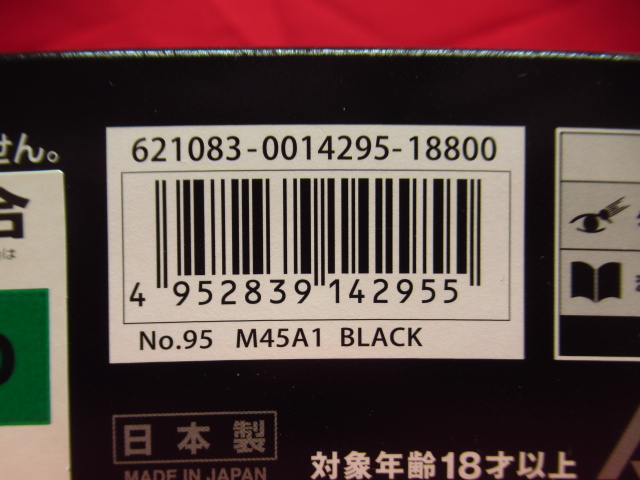 せん。
合
は
621083-0014295-18800
4 952839 142955
No.95 M45A1 BLACK
日本製
MADE IN JAPAN
対象年齢18才以上